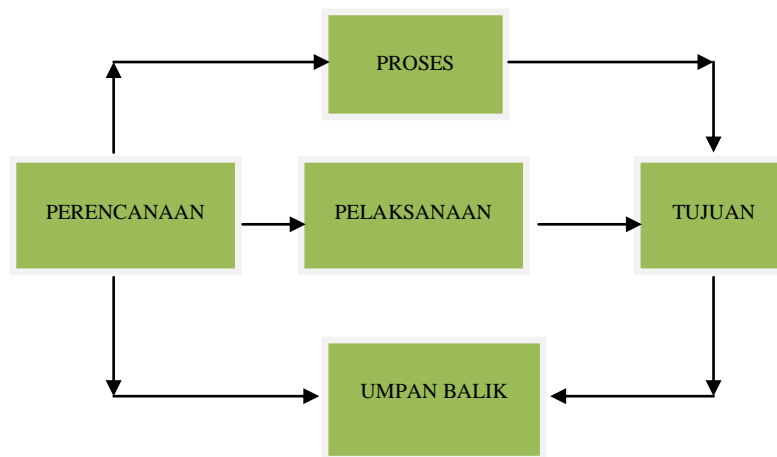 PROSES
PERENCANAAN
PELAKSANAAN
TUJUAN
UMPAN BALIK